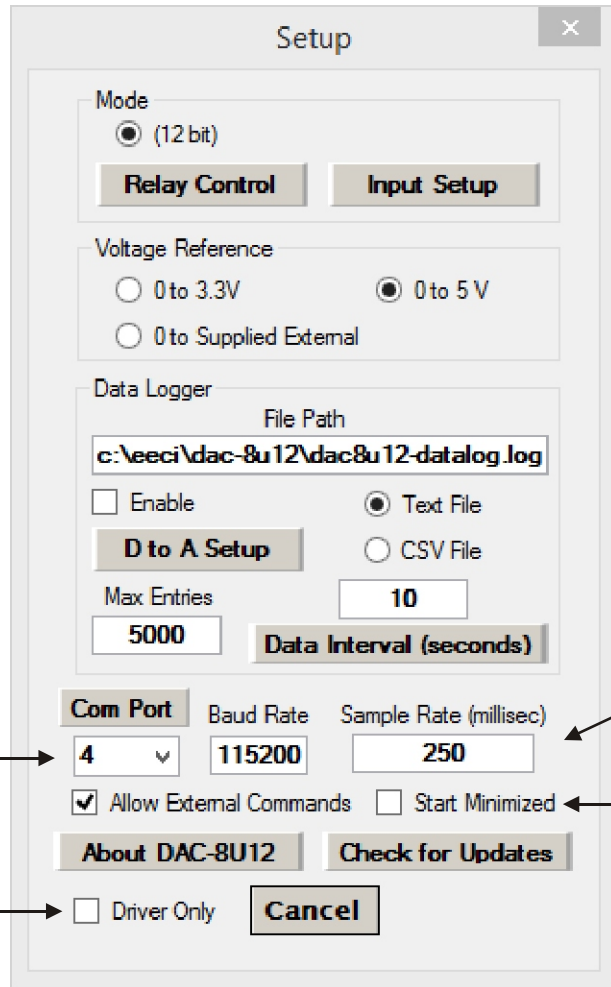 Setup
Mode
(12 bit)
Relay Control Input Setup
Voltage Reference
0 to 3.3V 0 to 5 V
0 to Supplied External
Data Logger
File Path
c:\eeci\dac-8u12\dac8u12-datalog.log
Enable Text File
D to A Setup CSV File
Max Entries 10
5000 Data Interval (seconds)
Com Port Baud Rate Sample Rate (millisec)
4 115200 250
Allow External Commands Start Minimized
About DAC-8U12 Check for Updates
Driver Only Cancel